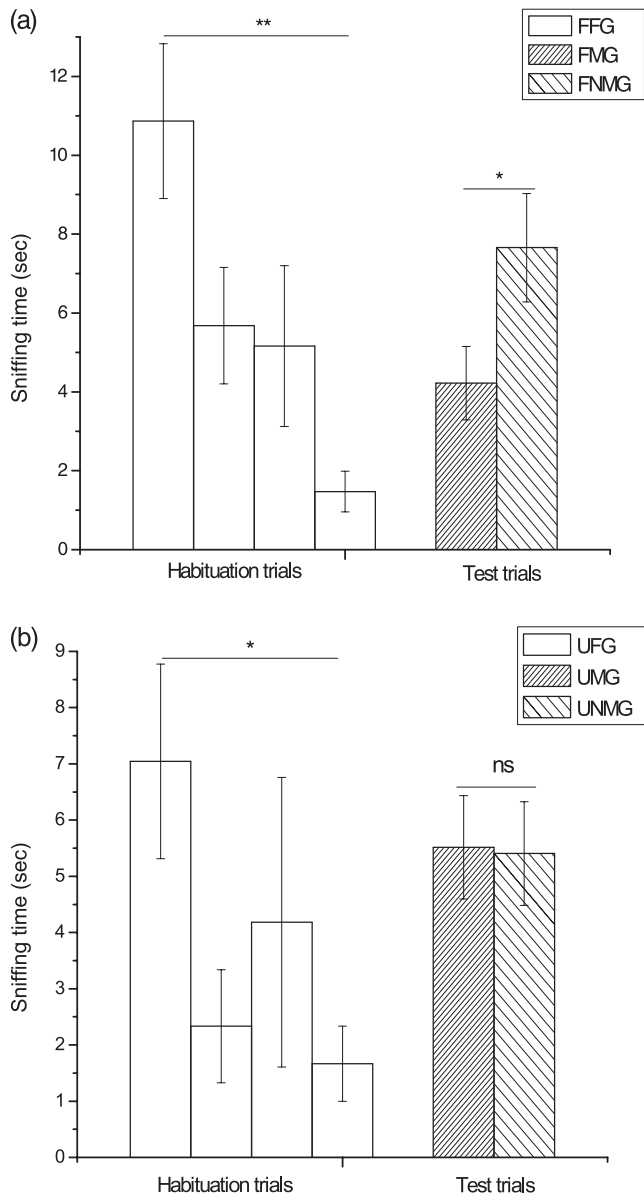 (a)
**
FFG
FMG
FNMG
12
10
8
6
4
2
0
*
Sniffing time (sec)
Habituation trials
Test trials
(b)
*
UFG
UMG
UNMG
9
8
7
6
5
4
3
2
1
0
ns
Sniffing time (sec)
Habituation trials
Test trials